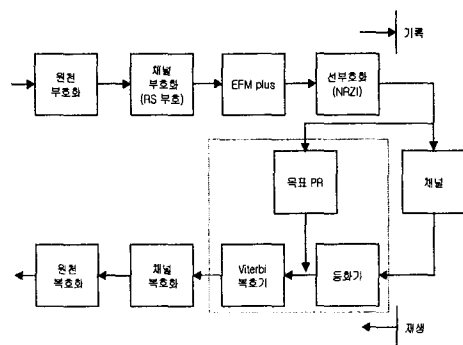 기록
원천
부호화
채널
부호화
(RS 부호)
EFM plus
선부호화
(NRZI)
목표 PR
채널
원천
복호화
채널
복호화
Viterbi
복호기
등화기
재생